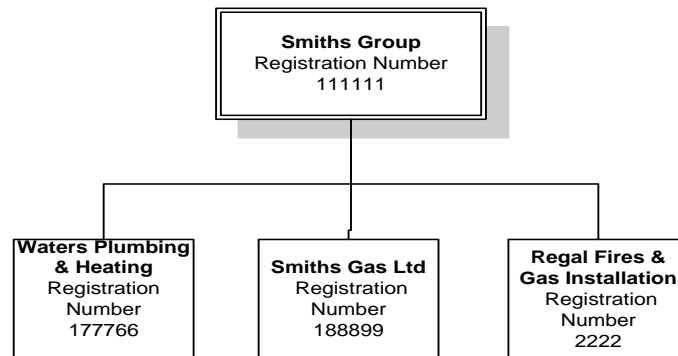 Smiths Group
Registration Number
111111
Waters Plumbing
& Heating
Registration
Number
177766
Smiths Gas Ltd
Registration
Number
188899
Regal Fires &
Gas Installation
Registration
Number
2222